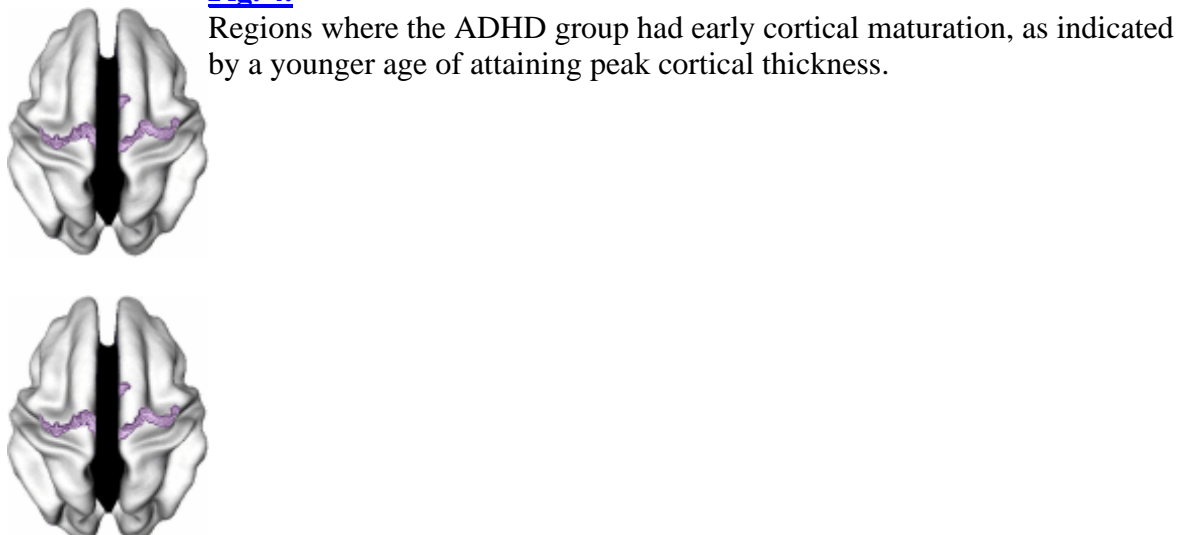 Regions where the ADHD group had early cortical maturation, as indicated
by a younger age of attaining peak cortical thickness.